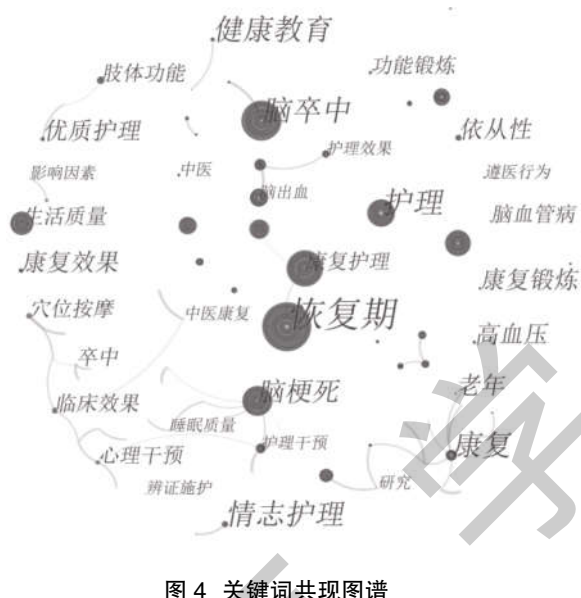 健康教育
肢体功能
功能锻炼
脑卒中
优质护理
护理效果
依从性
影响因素
中医
遵医行为
脑出血
护理
生活质量
脑血管病
康复效果
康复护理
康复锻炼
穴位按摩
中医康复
恢复期
高血压
卒中
老年
临床效果
脑梗死
睡眠质量
心理干预
护理干预
康复
辨证施护
研究
情志护理
学
图 4 关键词共现图谱